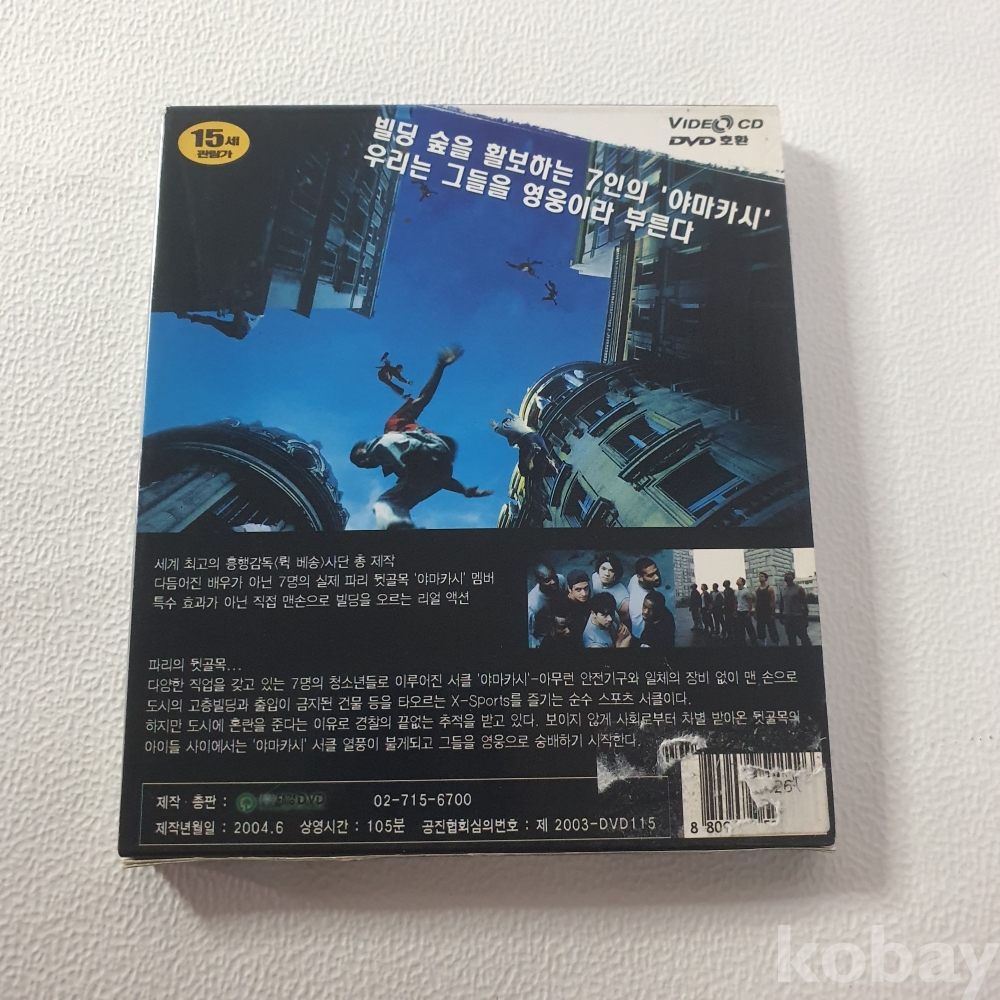 15세
관람가
VIDEO CD
DVD 호환
빌딩 숲을 활보하는 7인의 '야마카시'
우리는 그들을 영웅이라 부른다
세계 최고의 흥행감독〈뤽 베송〉사단 총 제작
다듬어진 배우가 아닌 7명의 실제 파리 뒷골목 '야마카시' 멤버
특수 효과가 아닌 직접 맨손으로 빌딩을 오르는 리얼 액션
파리의 뒷골목...
다양한 직업을 갖고 있는 7명의 청소년들로 이루어진 서클 '야마카시'-아무런 안전기구와 일체의 장비 없이 맨 손으로
도시의 고층빌딩과 출입이 금지된 건물 등을 타오르는 X-Sports를 즐기는 순수 스포츠 서클이다.
하지만 도시에 혼란을 준다는 이유로 경찰의 끝없는 추적을 받고 있다. 보이지 않게 사회로부터 차별 받아온 뒷골목의
아이들 사이에서는 '야마카시' 서클 열풍이 불게되고 그들을 영웅으로 숭배하기 시작한다.
제작·총판 : DVD 02-715-6700
제작년월일 : 2004.6 상영시간 : 105분 공진협회심의번호 : 제 2003-DVD115
kobay